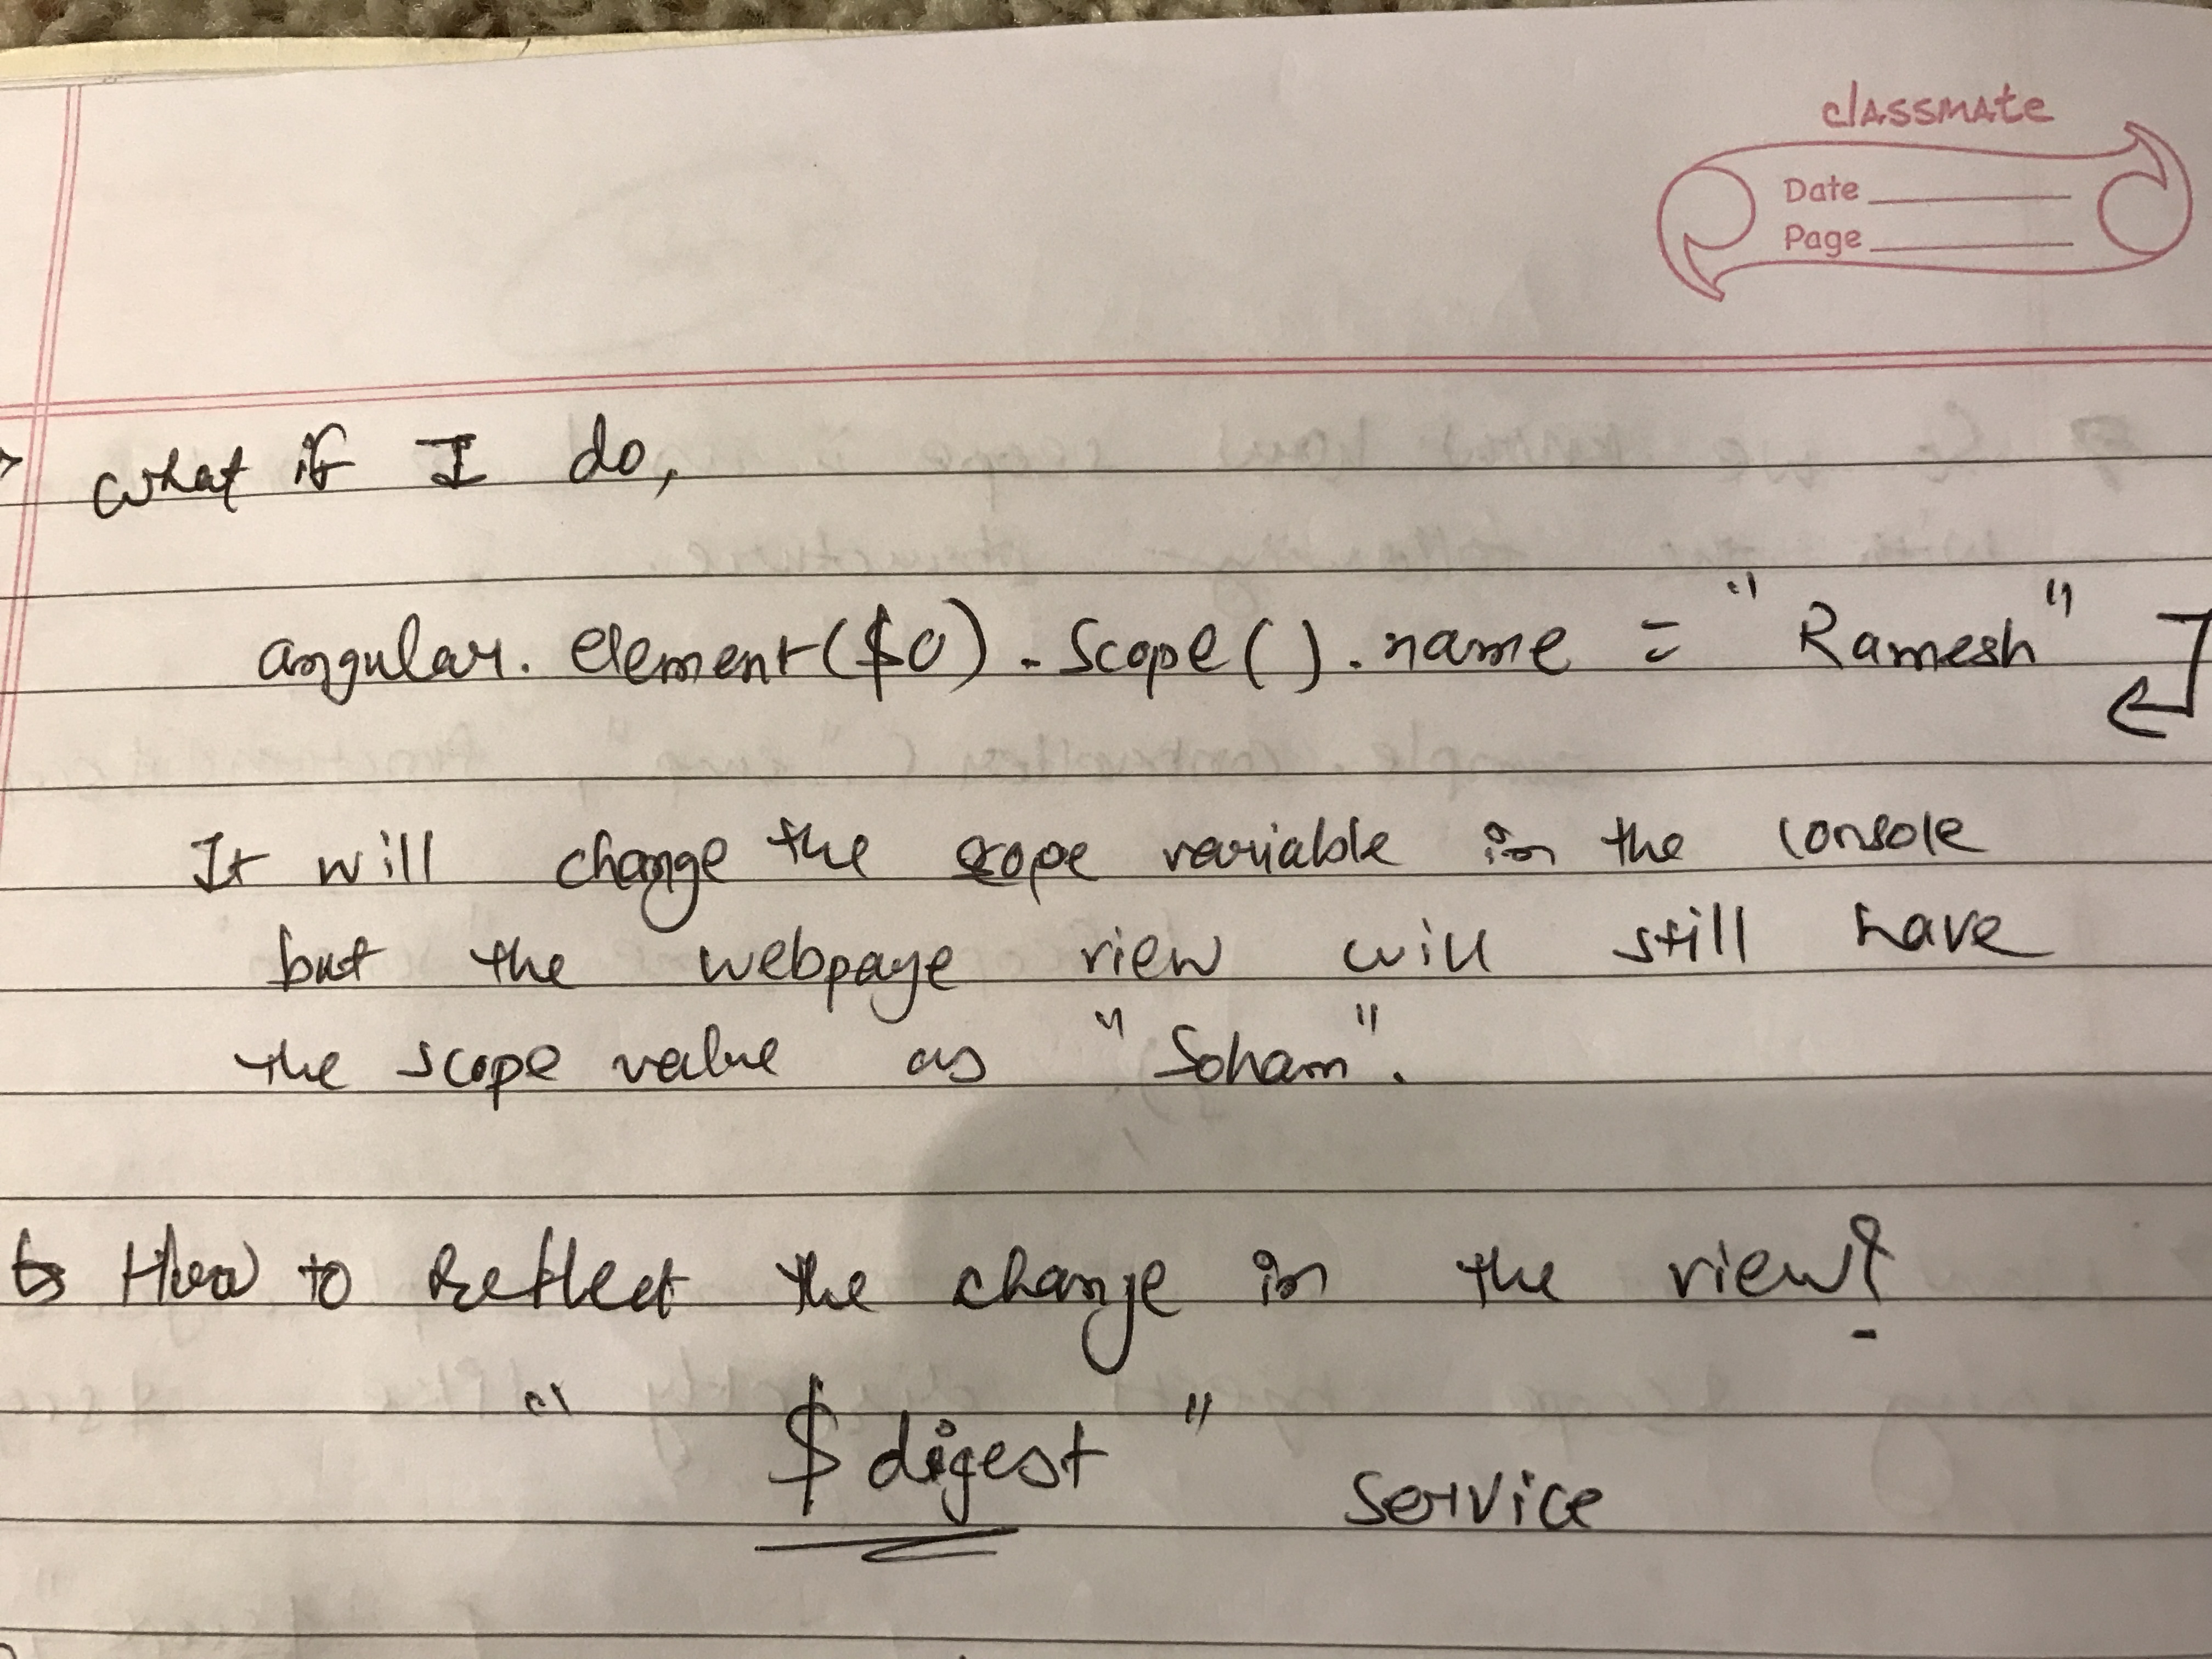 classmate
Date
Page
what if I do,
angular. element($0). scope().name = "Ramesh"
It will change the scope variable in the console
but the webpage view will still have
the scope value as "Soham".
How to Reflect the change in the view?
"$digest" service